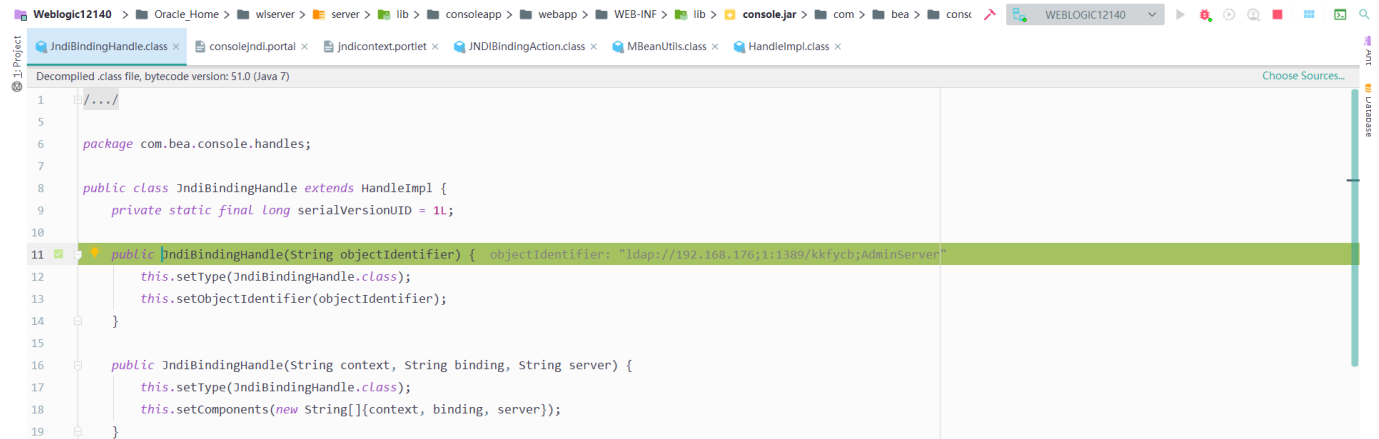 Weblogic12140 > Oracle_Home > wlserver > server > lib > consoleapp > webapp > WEB-INF > lib > console.jar > com > bea > cons WEBLOGIC12140
JndiBindingHandle.class × consolejndi.portal × jndicontext.portlet × JNDIBindingAction.class × MBeanUtils.class × HandleImpl.class ×
1: Project
Ant
Database
Decompiled .class file, bytecode version: 51.0 (Java 7) Choose Sources...
1 /.../
5
6 package com.bea.console.handles;
7
8 public class JndiBindingHandle extends HandleImpl {
9 private static final long serialVersionUID = 1L;
10
11 public JndiBindingHandle(String objectIdentifier) { objectIdentifier: "ldap://192.168.176;1:1389/kkfycb;AdminServer"
12 this.setType(JndiBindingHandle.class);
13 this.setObjectIdentifier(objectIdentifier);
14 }
15
16 public JndiBindingHandle(String context, String binding, String server) {
17 this.setType(JndiBindingHandle.class);
18 this.setComponents(new String[]{context, binding, server});
19 }